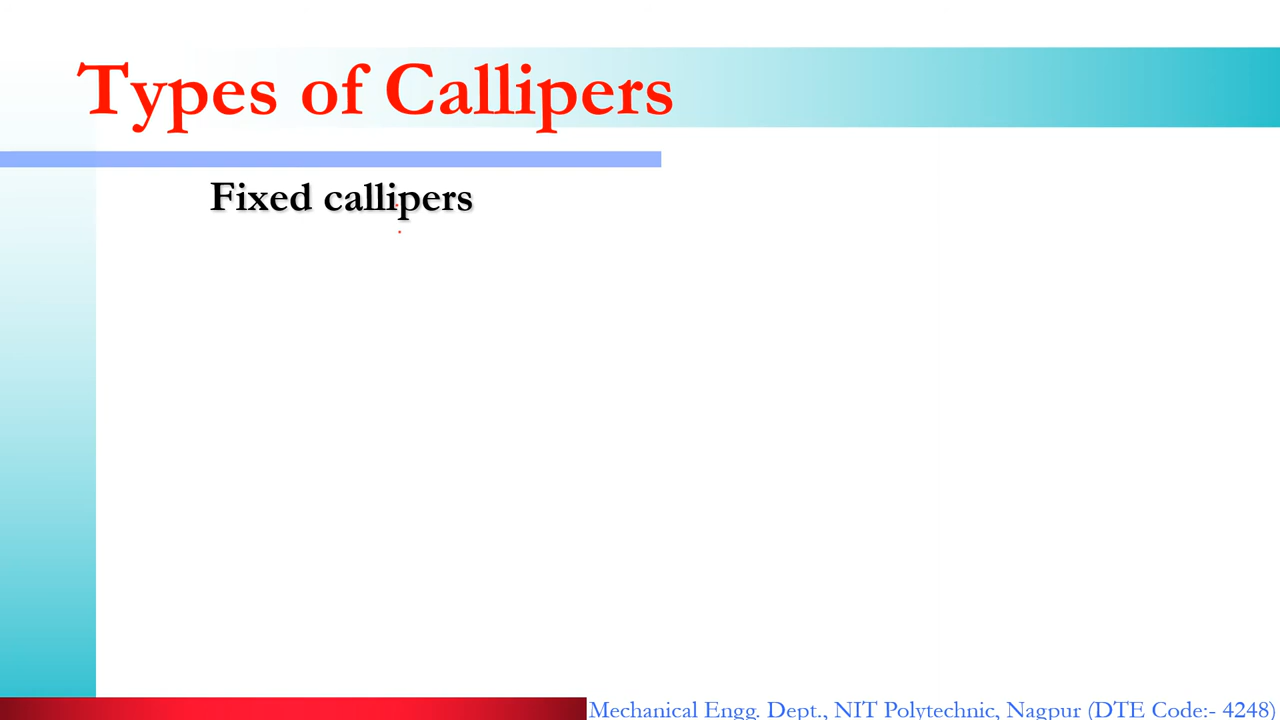 Types of Callipers
Fixed callipers
Mechanical Engg. Dept., NIT Polytechnic, Nagpur (DTE Code:- 4248)